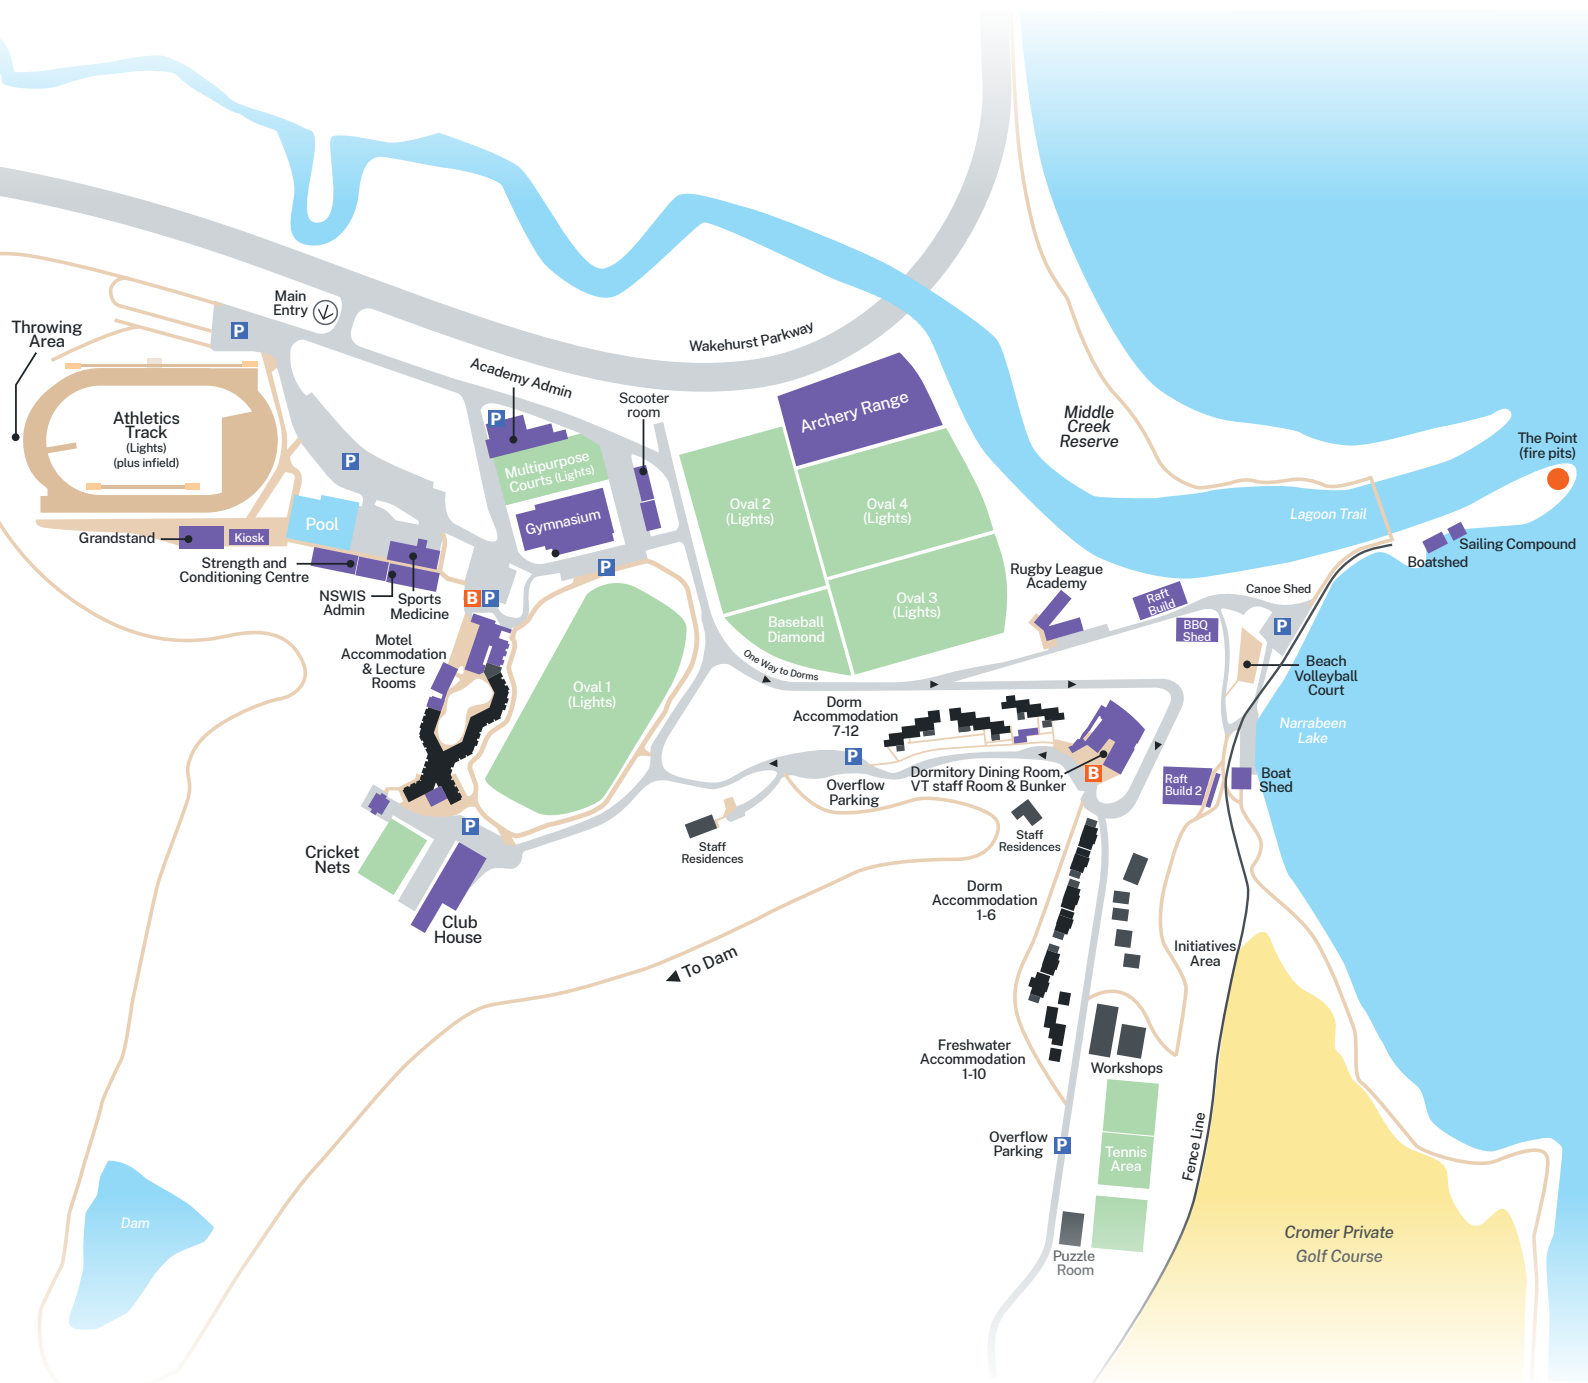 Main
Entry
P
Throwing
Area
Wakehurst Parkway
Academy Admin
Scooter
room
P
Archery Range
Middle
Creek
Reserve
Athletics
Track
(Lights)
(plus infield)
P
Multipurpose
Courts (Lights)
The Point
(fire pits)
Oval 2
(Lights)
Oval 4
(Lights)
Lagoon Trail
Pool
Gymnasium
Grandstand
Kiosk
Sailing Compound
Boatshed
Strength and
Conditioning Centre
P
Rugby League
Academy
NSWIS
Admin
Sports
Medicine
B
P
Oval 3
(Lights)
Raft
Build
Canoe Shed
BBQ
Shed
P
Baseball
Diamond
Motel
Accommodation
& Lecture
Rooms
One Way to Dorms
Beach
Volleyball
Court
Oval 1
(Lights)
Dorm
Accommodation
7-12
Narrabeen
Lake
P
Dormitory Dining Room,
VT staff Room & Bunker
B
Raft
Build 2
Boat
Shed
Overflow
Parking
P
Staff
Residences
Staff
Residences
Cricket
Nets
Dorm
Accommodation
1-6
Club
House
Initiatives
Area
To Dam
Freshwater
Accommodation
1-10
Workshops
Overflow
Parking
P
Tennis
Area
Fence Line
Dam
Cromer Private
Golf Course
Puzzle
Room